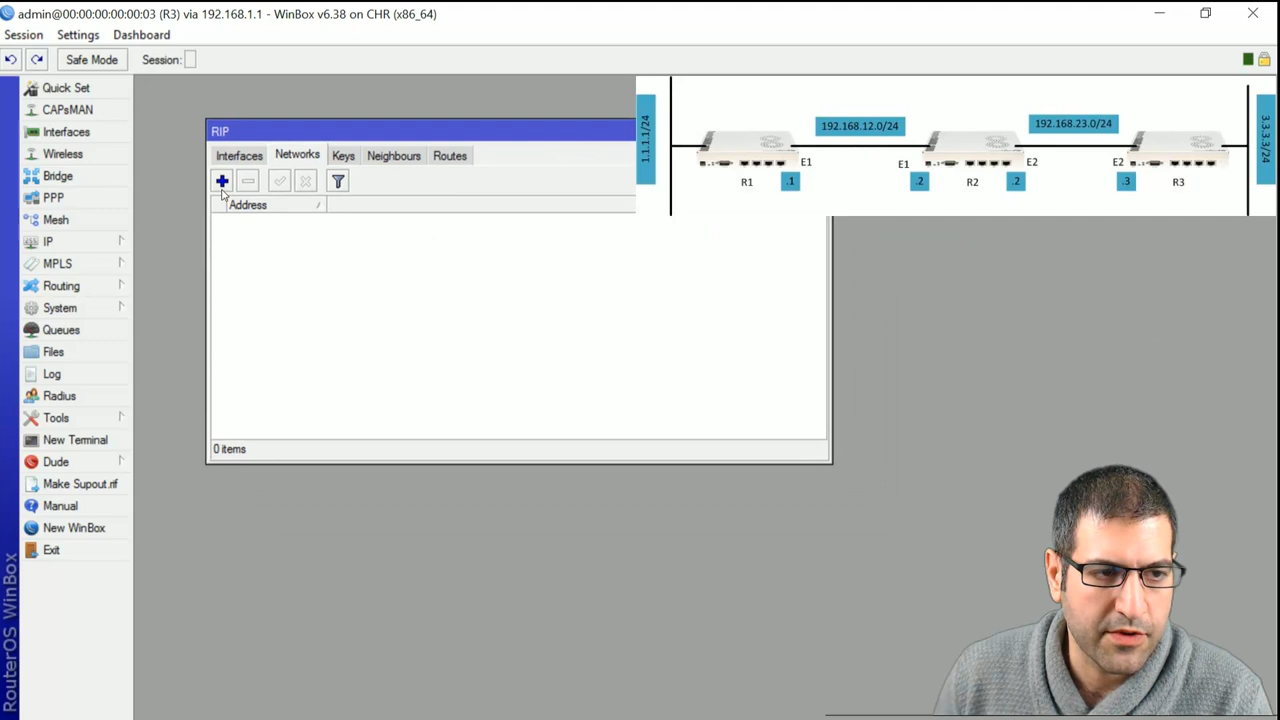 admin@00:00:00:00:00:03 (R3) via 192.168.1.1 - WinBox v6.38 on CHR (x86_64)
Session Settings Dashboard
Safe Mode Session:
Quick Set
CAPsMAN
Interfaces
Wireless
Bridge
PPP
Mesh
IP
MPLS
Routing
System
Queues
Files
Log
Radius
Tools
New Terminal
Dude
Make Supout.rif
Manual
New WinBox
Exit
RouterOS WinBox
RIP
Interfaces Networks Keys Neighbours Routes
Address
0 items
1.1.1.1/24
192.168.12.0/24
192.168.23.0/24
3.3.3.3/24
E1 E1 E2 E2
R1 .1 .2 R2 .2 .3 R3